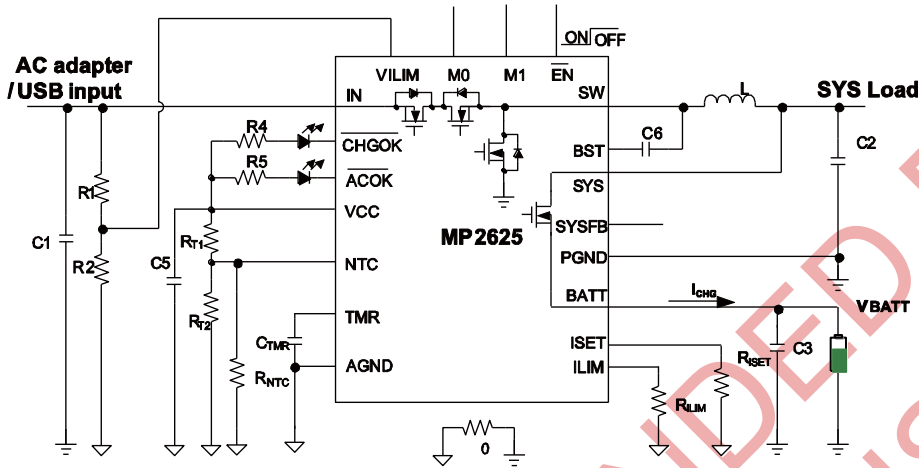 ON OFF
AC adapter
/ USB input
VILIM M0 M1 EN
IN SW
L
SYS Load
R4
CHGOK
C6
BST
C2
R5
ACOK
SYS
R1
VCC
SYSFB
RT1
MP2625
C1
R2
C5
NTC
PGND
BATT
ICHG
VBATT
RT2
TMR
CTMR
ISET
C3
RISET
AGND
ILIM
RNTC
RILIM
0
NDED